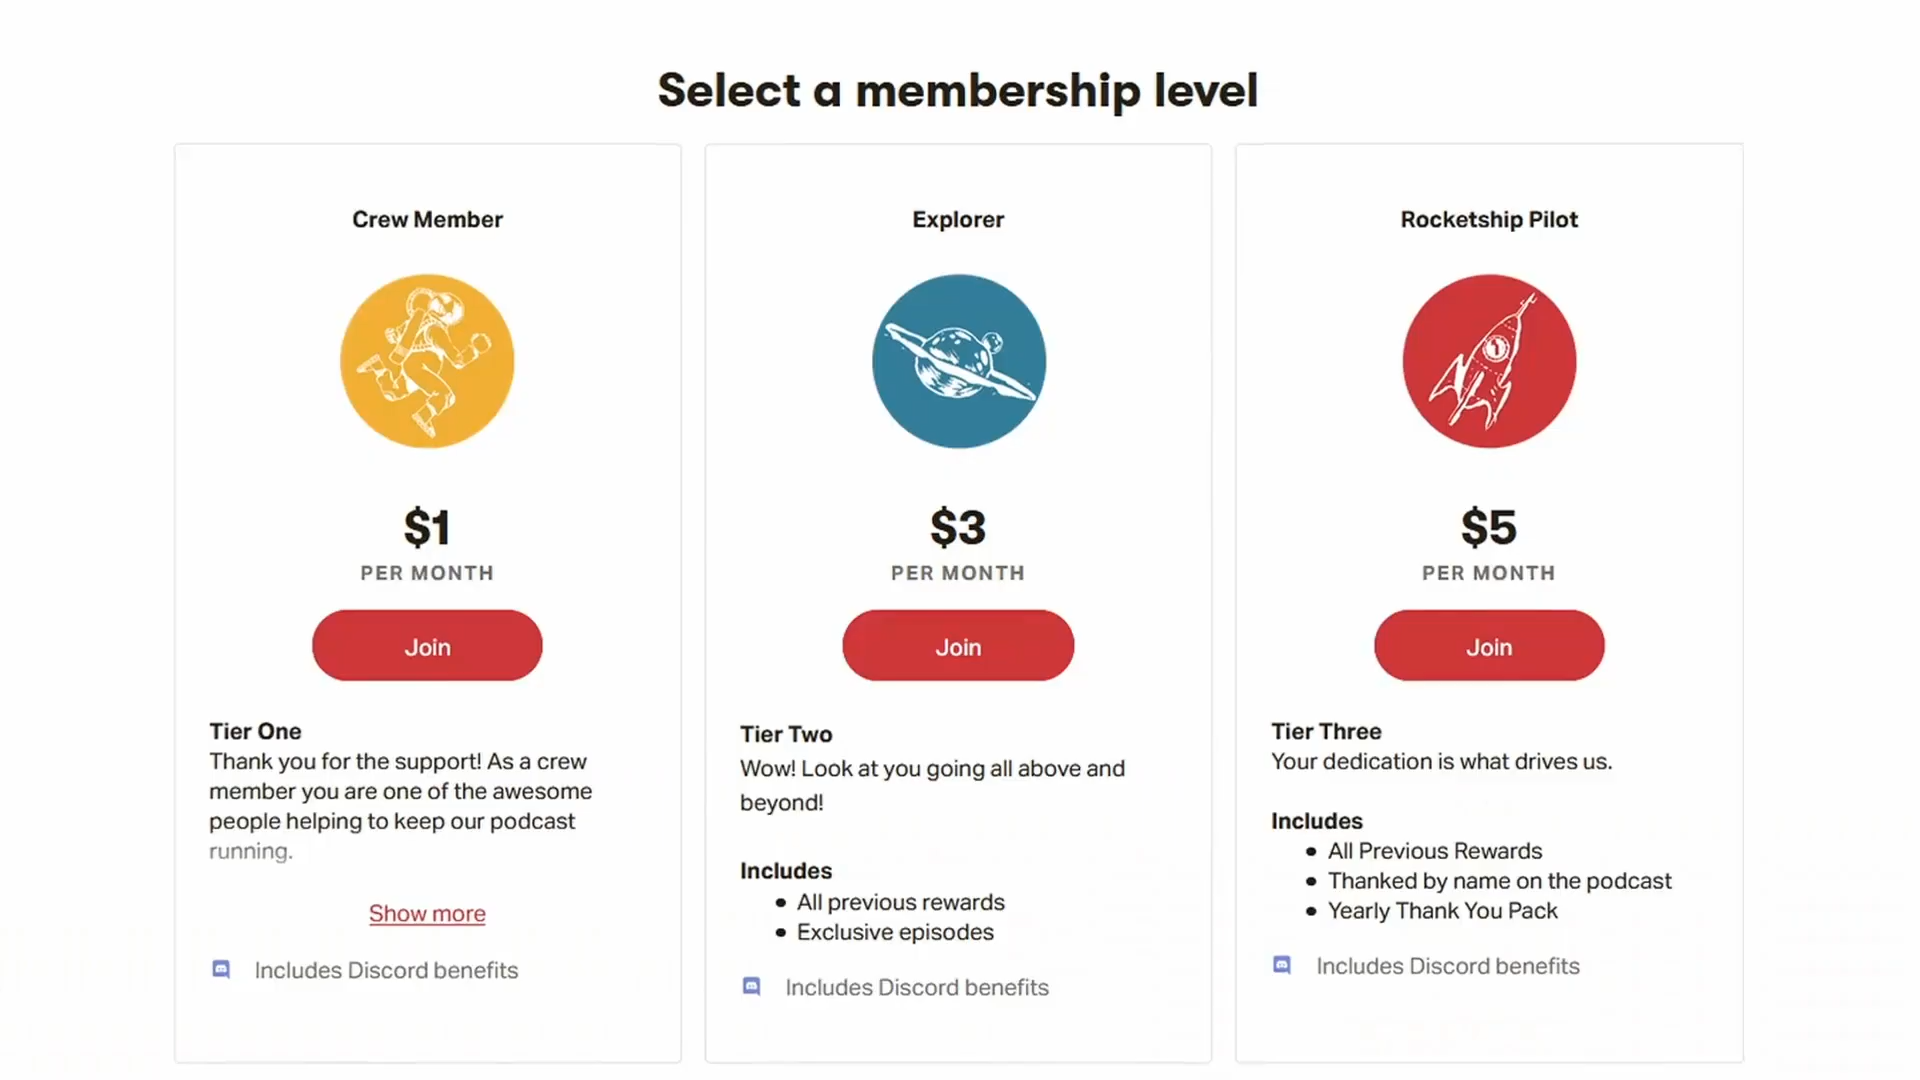 Select a membership level
Crew Member
$1
PER MONTH
Join
Tier One
Thank you for the support! As a crew
member you are one of the awesome
people helping to keep our podcast
running.
Show more
Includes Discord benefits
Explorer
$3
PER MONTH
Join
Tier Two
Wow! Look at you going all above and
beyond!
Includes
• All previous rewards
• Exclusive episodes
Includes Discord benefits
Rocketship Pilot
1
$5
PER MONTH
Join
Tier Three
Your dedication is what drives us.
Includes
• All Previous Rewards
• Thanked by name on the podcast
• Yearly Thank You Pack
Includes Discord benefits